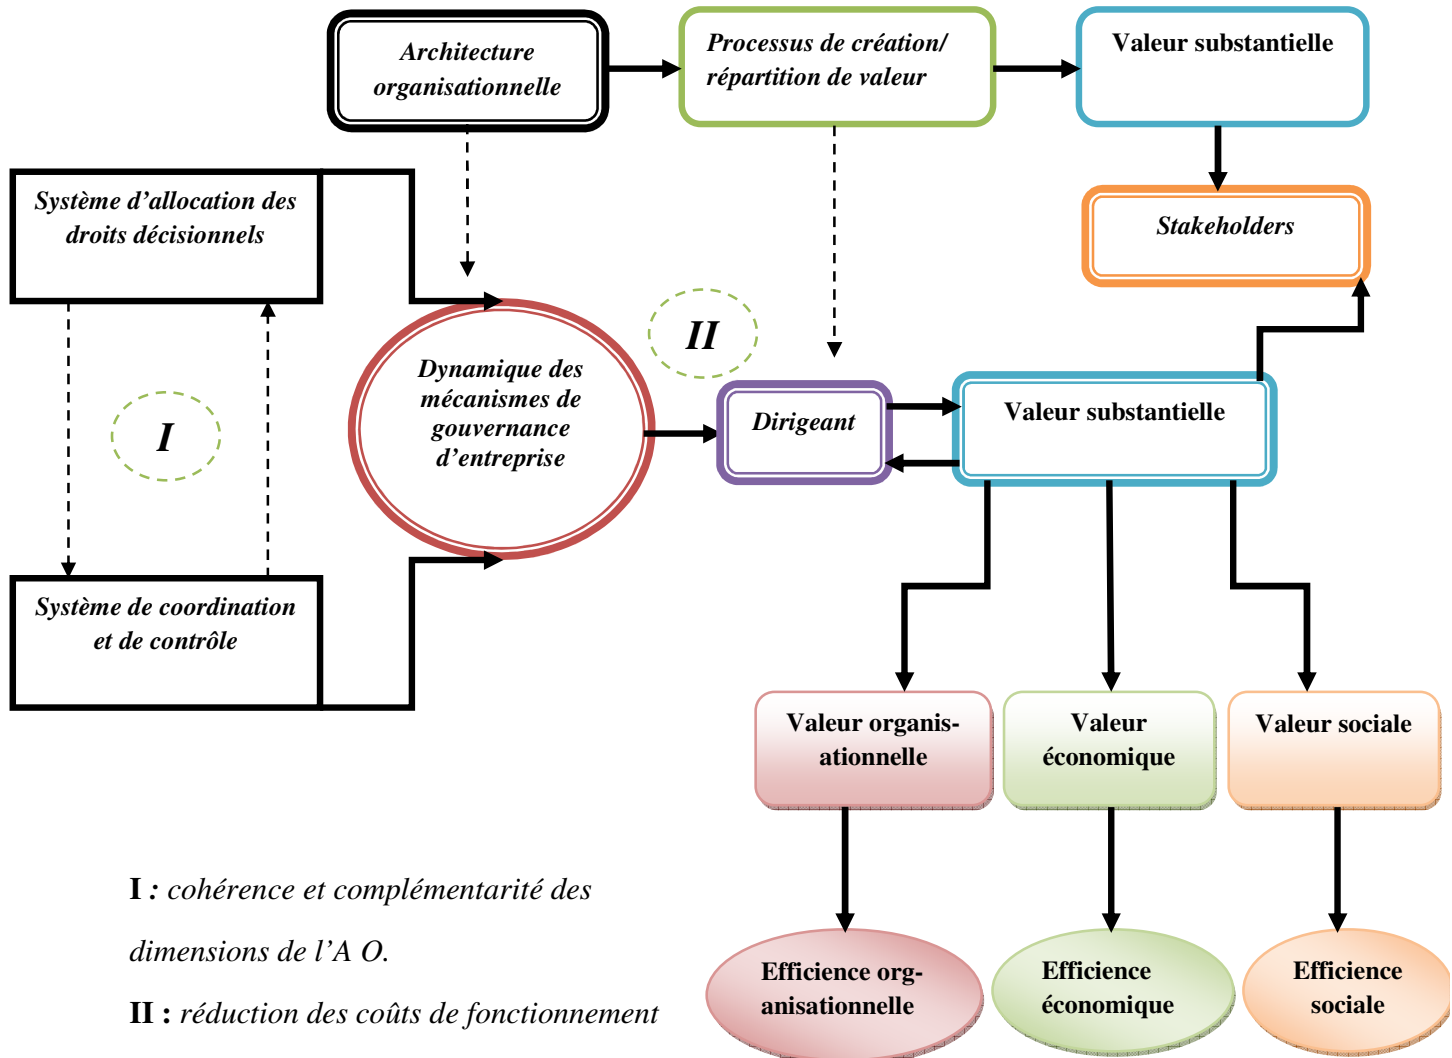 Architecture
organisationnelle
Processus de création/
répartition de valeur
Valeur substantielle
Système d’allocation des
droits décisionnels
Stakeholders
I
II
Dynamique des
mécanismes de
gouvernance
d’entreprise
Dirigeant
Valeur substantielle
Système de coordination
et de contrôle
Valeur organis-
ationnelle
Valeur
économique
Valeur sociale
I : cohérence et complémentarité des
dimensions de l’A O.
II : réduction des coûts de fonctionnement
Efficience org-
anisationnelle
Efficience
économique
Efficience
sociale